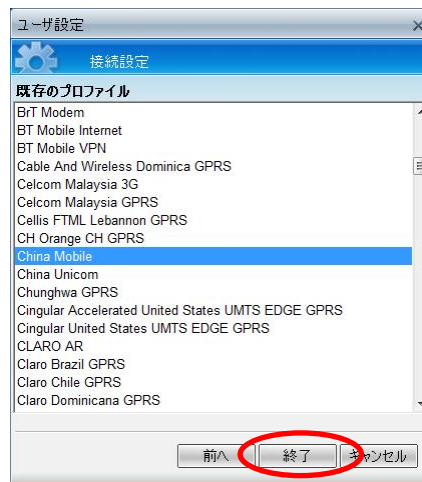 ユーザ設定
接続設定
既存のプロファイル
BrT Modem
BT Mobile Internet
BT Mobile VPN
Cable And Wireless Dominica GPRS
Celcom Malaysia 3G
Celcom Malaysia GPRS
Cellis FTML Lebannon GPRS
CH Orange CH GPRS
China Mobile
China Unicom
Chunghwa GPRS
Cingular Accelerated United States UMTS EDGE GPRS
Cingular United States UMTS EDGE GPRS
CLARO AR
Claro Brazil GPRS
Claro Chile GPRS
Claro Dominicana GPRS
前へ 終了 キャンセル